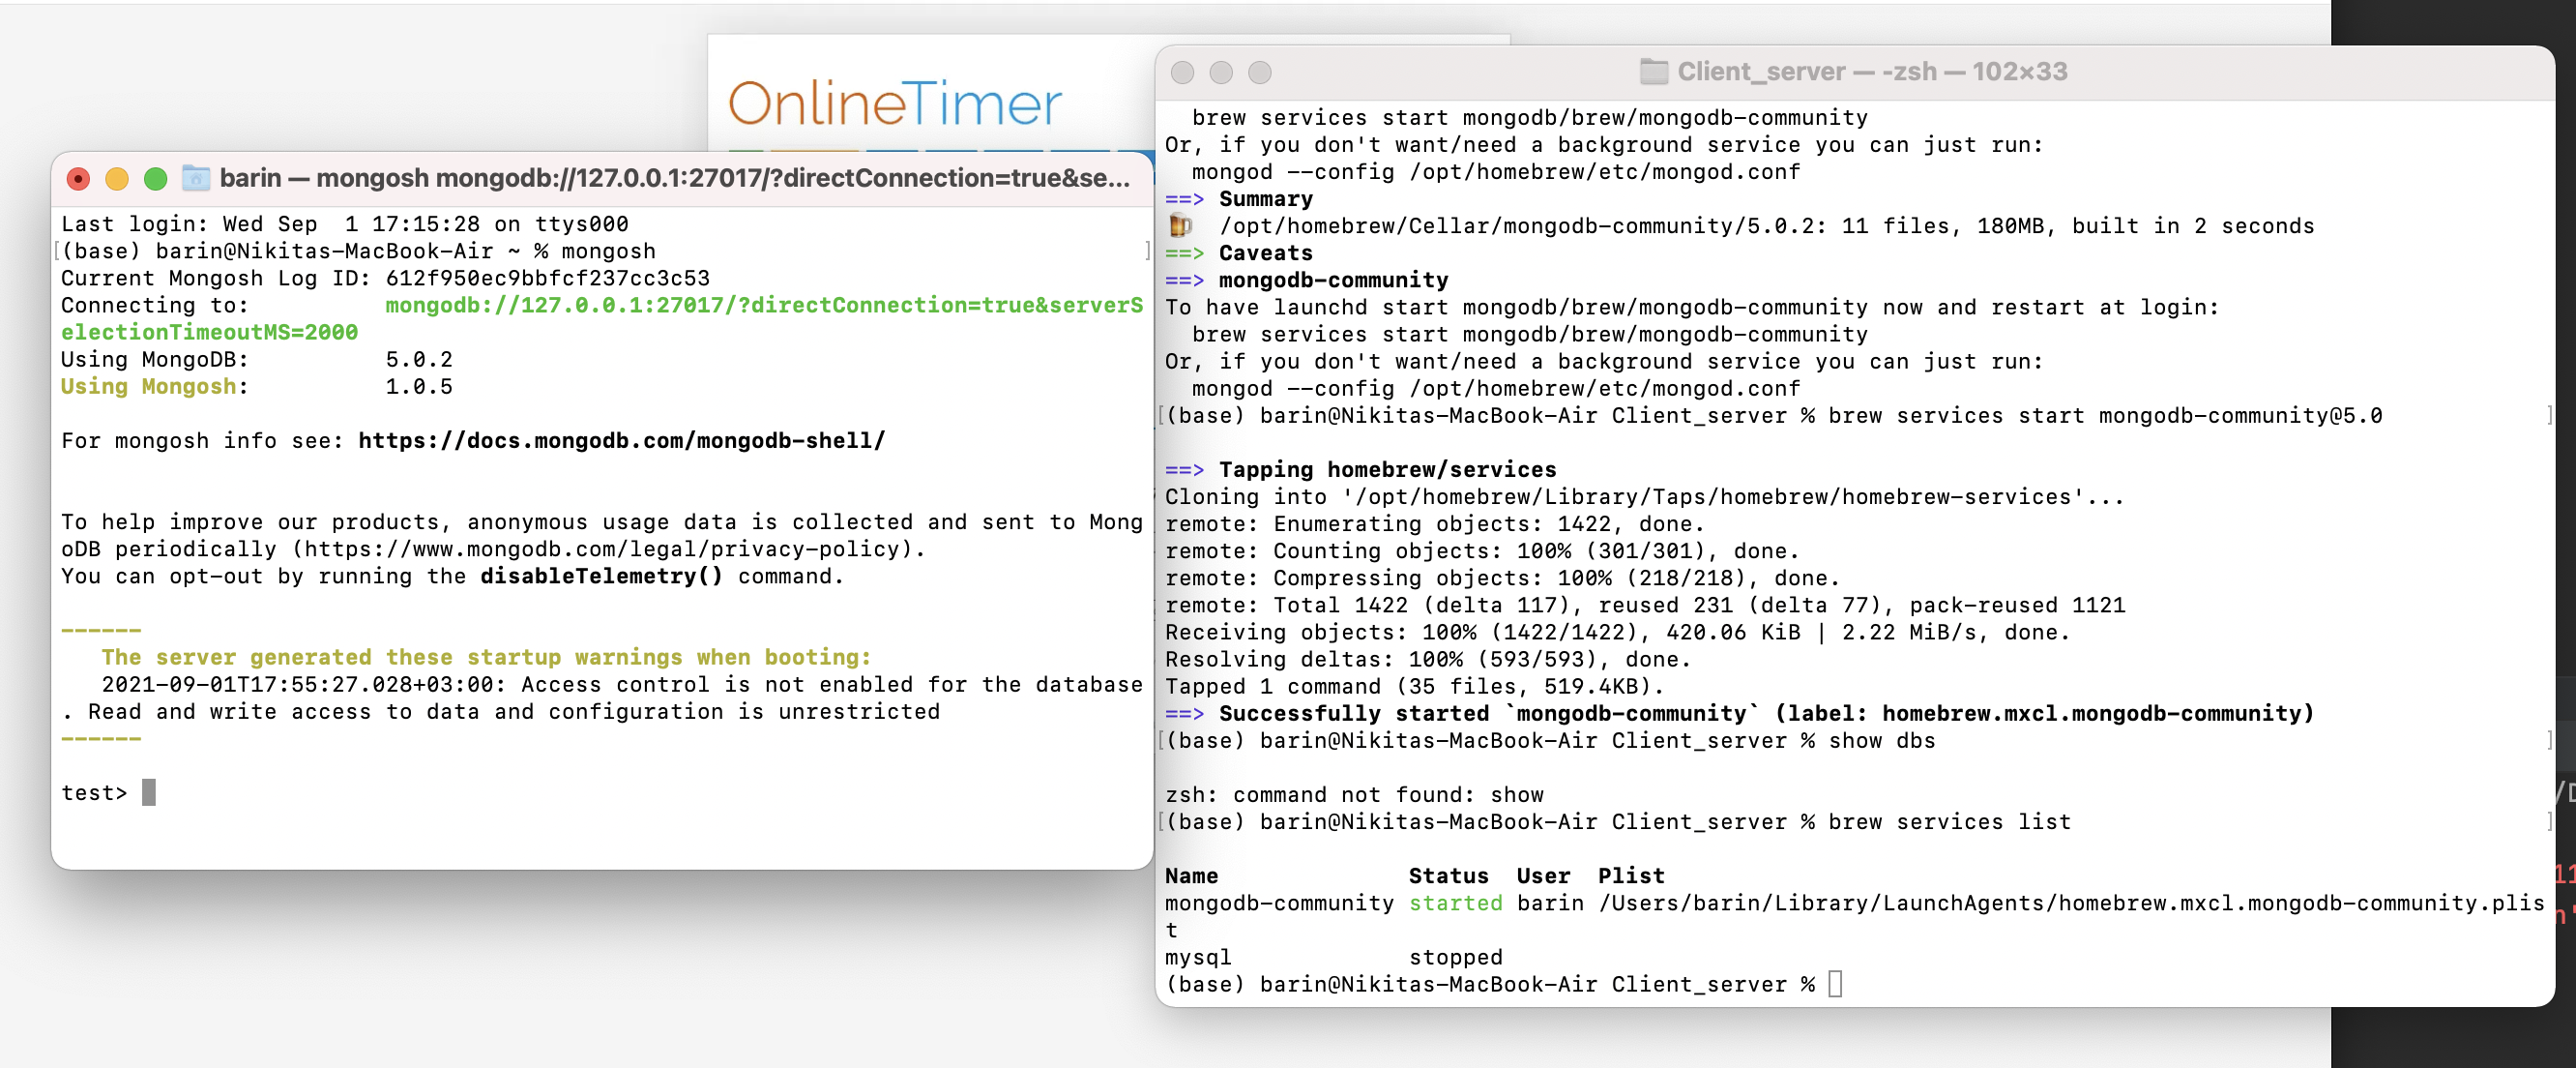 OnlineTimer
barin — mongosh mongodb://127.0.0.1:27017/?directConnection=true&se...
Last login: Wed Sep  1 17:15:28 on ttys000
[(base) barin@Nikitas-MacBook-Air ~ % mongosh ]
Current Mongosh Log ID: 612f950ec9bbfcf237cc3c53
Connecting to:          mongodb://127.0.0.1:27017/?directConnection=true&serverS
electionTimeoutMS=2000
Using MongoDB:          5.0.2
Using Mongosh:          1.0.5
For mongosh info see: https://docs.mongodb.com/mongodb-shell/
To help improve our products, anonymous usage data is collected and sent to Mong
oDB periodically (https://www.mongodb.com/legal/privacy-policy).
You can opt-out by running the disableTelemetry() command.
------
   The server generated these startup warnings when booting:
   2021-09-01T17:55:27.028+03:00: Access control is not enabled for the database
. Read and write access to data and configuration is unrestricted
------
test>
Client_server — -zsh — 102×33
  brew services start mongodb/brew/mongodb-community
Or, if you don't want/need a background service you can just run:
  mongod --config /opt/homebrew/etc/mongod.conf
==> Summary
🍺  /opt/homebrew/Cellar/mongodb-community/5.0.2: 11 files, 180MB, built in 2 seconds
==> Caveats
==> mongodb-community
To have launchd start mongodb/brew/mongodb-community now and restart at login:
  brew services start mongodb/brew/mongodb-community
Or, if you don't want/need a background service you can just run:
  mongod --config /opt/homebrew/etc/mongod.conf
[(base) barin@Nikitas-MacBook-Air Client_server % brew services start mongodb-community@5.0 ]
==> Tapping homebrew/services
Cloning into '/opt/homebrew/Library/Taps/homebrew/homebrew-services'...
remote: Enumerating objects: 1422, done.
remote: Counting objects: 100% (301/301), done.
remote: Compressing objects: 100% (218/218), done.
remote: Total 1422 (delta 117), reused 231 (delta 77), pack-reused 1121
Receiving objects: 100% (1422/1422), 420.06 KiB | 2.22 MiB/s, done.
Resolving deltas: 100% (593/593), done.
Tapped 1 command (35 files, 519.4KB).
==> Successfully started `mongodb-community` (label: homebrew.mxcl.mongodb-community)
[(base) barin@Nikitas-MacBook-Air Client_server % show dbs ]
zsh: command not found: show
[(base) barin@Nikitas-MacBook-Air Client_server % brew services list ]
Name              Status  User  Plist
mongodb-community started barin /Users/barin/Library/LaunchAgents/homebrew.mxcl.mongodb-community.plis
t
mysql             stopped
(base) barin@Nikitas-MacBook-Air Client_server %